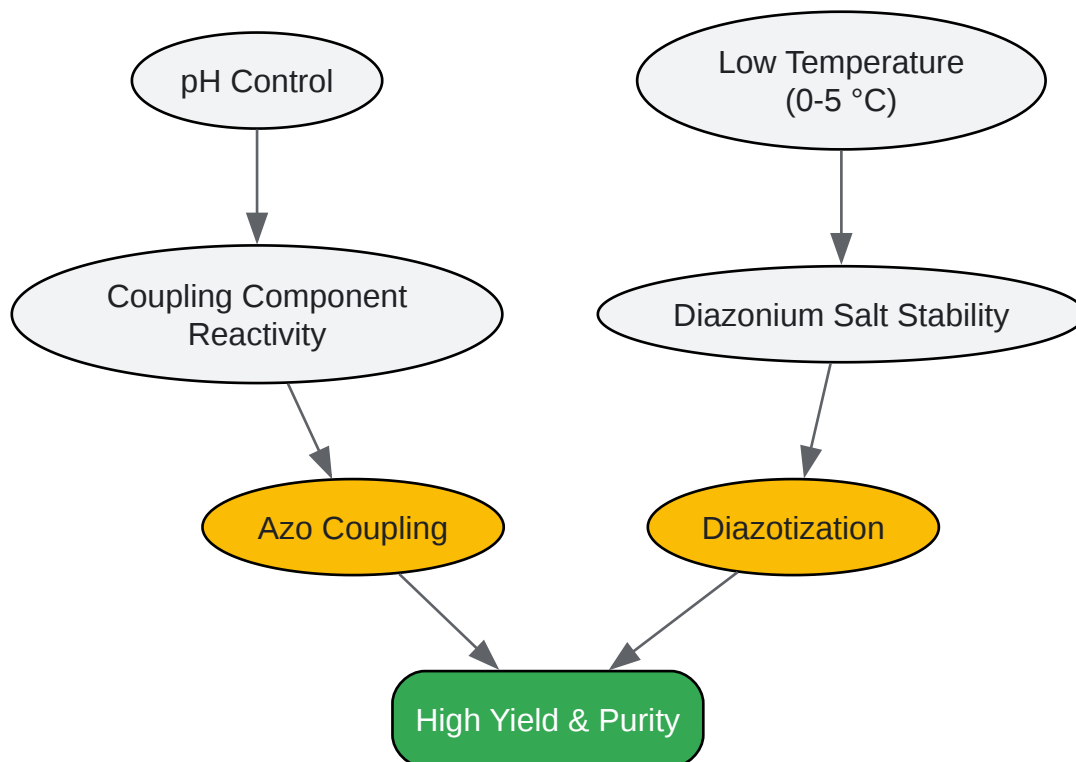 pH Control
Low Temperature
(0-5 °C)
Coupling Component
Reactivity
Diazonium Salt Stability
Azo Coupling
Diazotization
High Yield & Purity